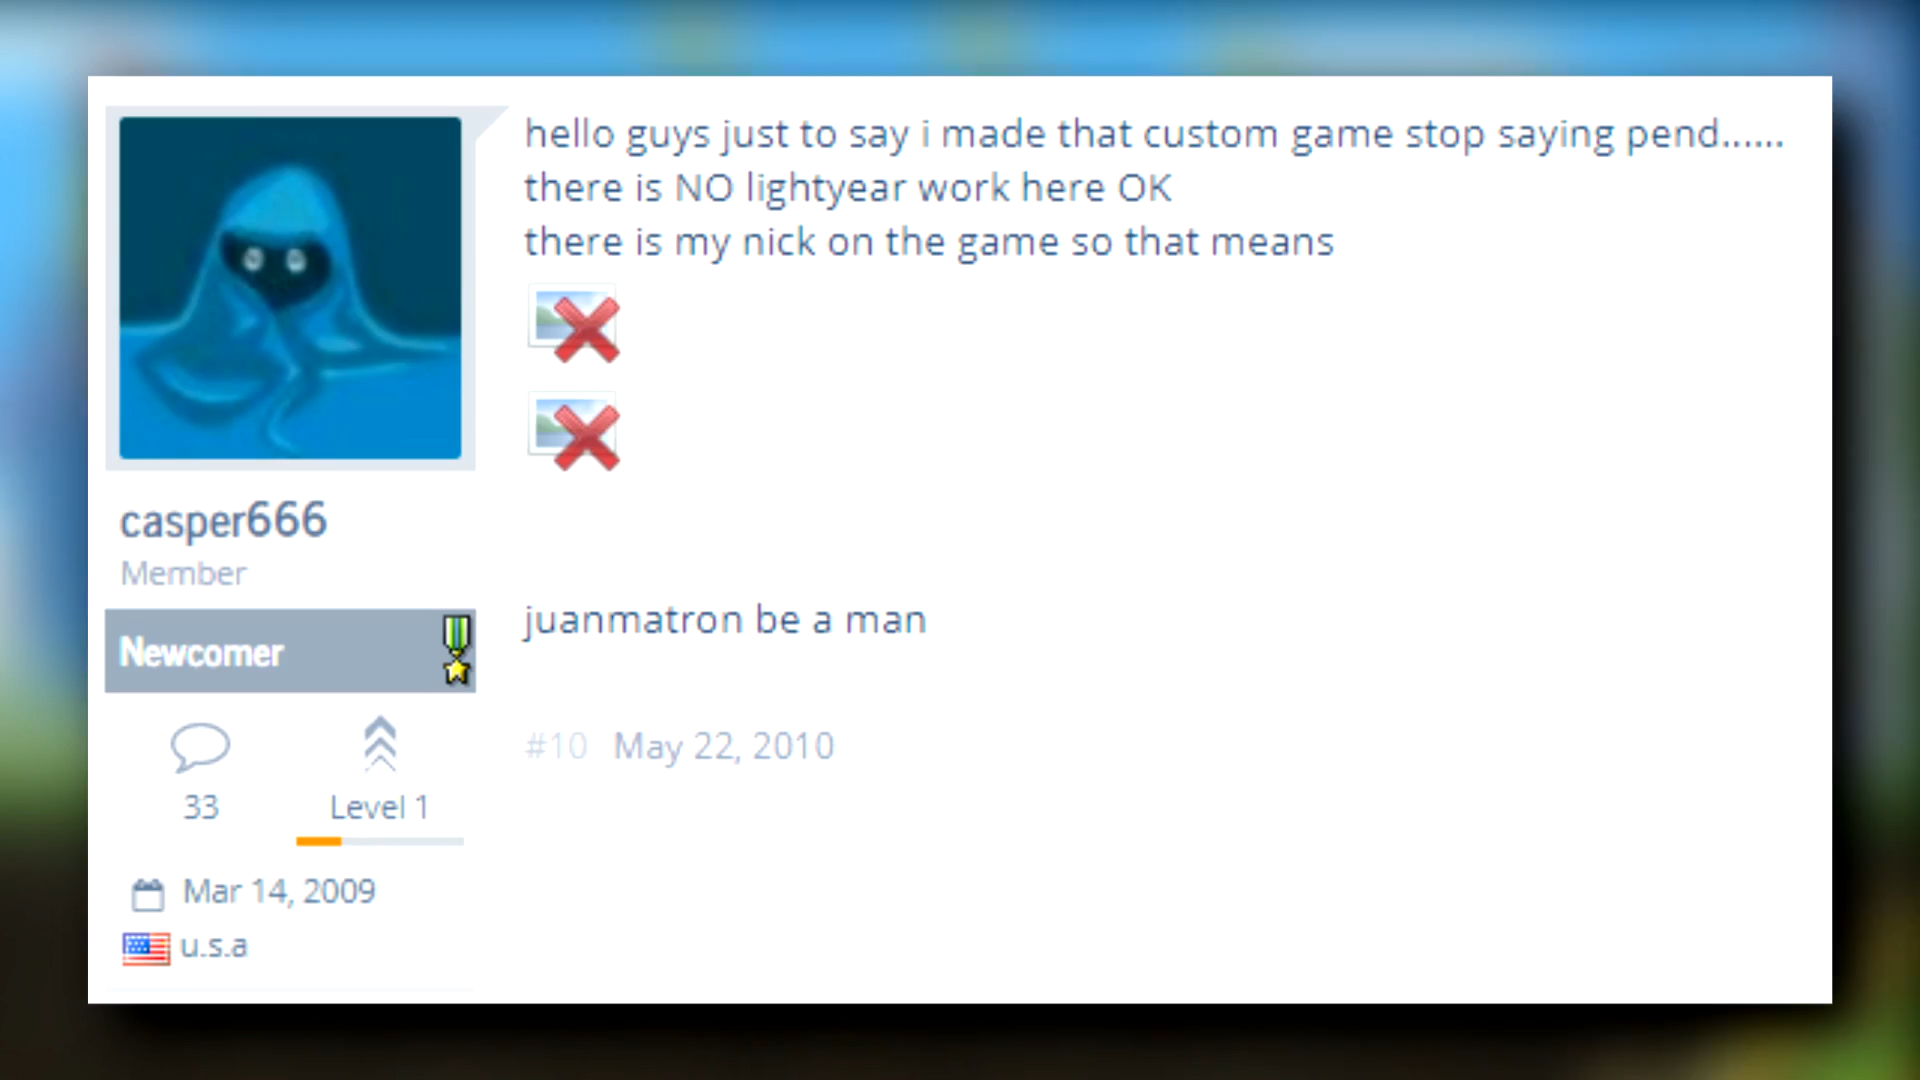 hello guys just to say i made that custom game stop saying pend......
there is NO lightyear work here OK
there is my nick on the game so that means
juanmatron be a man
#10 May 22, 2010
casper666
Member
Newcomer
33
Level 1
Mar 14, 2009
u.s.a